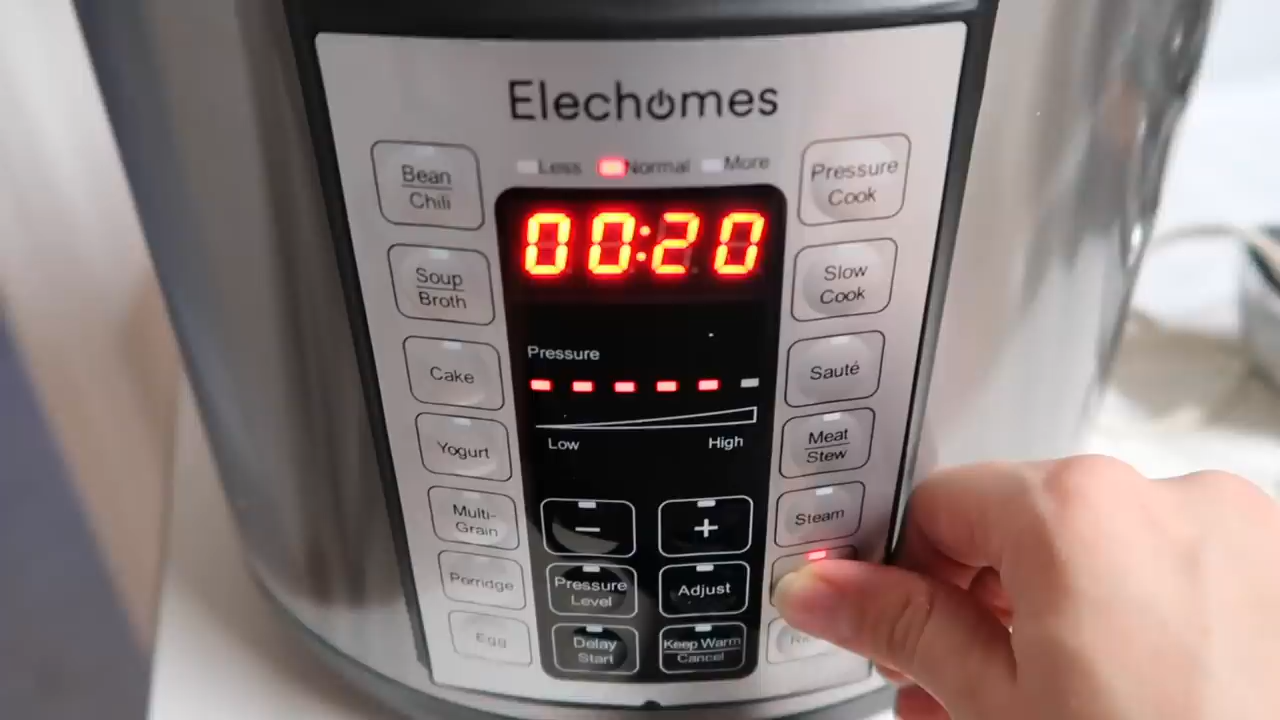 Elechomes
Less Normal More
Bean
Chili
Soup
Broth
Cake
Yogurt
Multi-
Grain
Porridge
Egg
00:20
Pressure
Low High
−
+
Pressure
Level
Adjust
Delay
Start
Keep Warm
Cancel
Pressure
Cook
Slow
Cook
Sauté
Meat
Stew
Steam